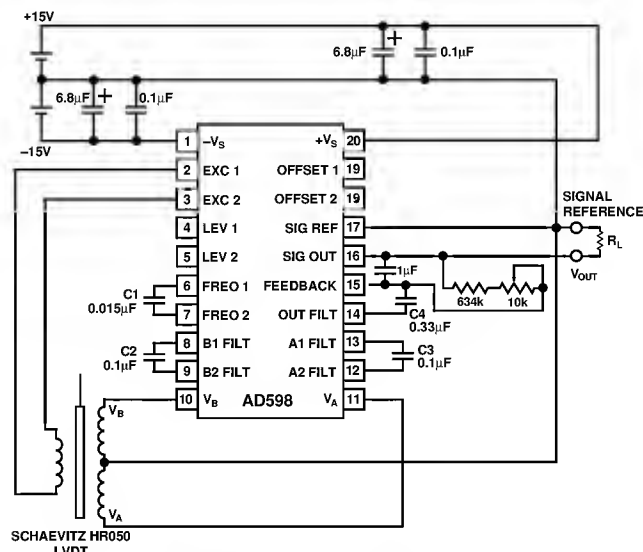 +15V
6.8μF
+
0.1μF
6.8μF
+
0.1μF
–15V
1 –VS
+VS 20
2 EXC 1
OFFSET 1 19
3 EXC 2
OFFSET 2 19
SIGNAL
REFERENCE
4 LEV 1
SIG REF 17
RL
5 LEV 2
SIG OUT 16
VOUT
1μF
C1
0.015μF
6 FREO 1
FEEDBACK 15
634k
10k
7 FREO 2
OUT FILT 14
C4
0.33μF
C2
0.1μF
8 B1 FILT
A1 FILT 13
C3
0.1μF
9 B2 FILT
A2 FILT 12
VB
10 VB
AD598
VA 11
VA
SCHAEVITZ HR050
LVDT